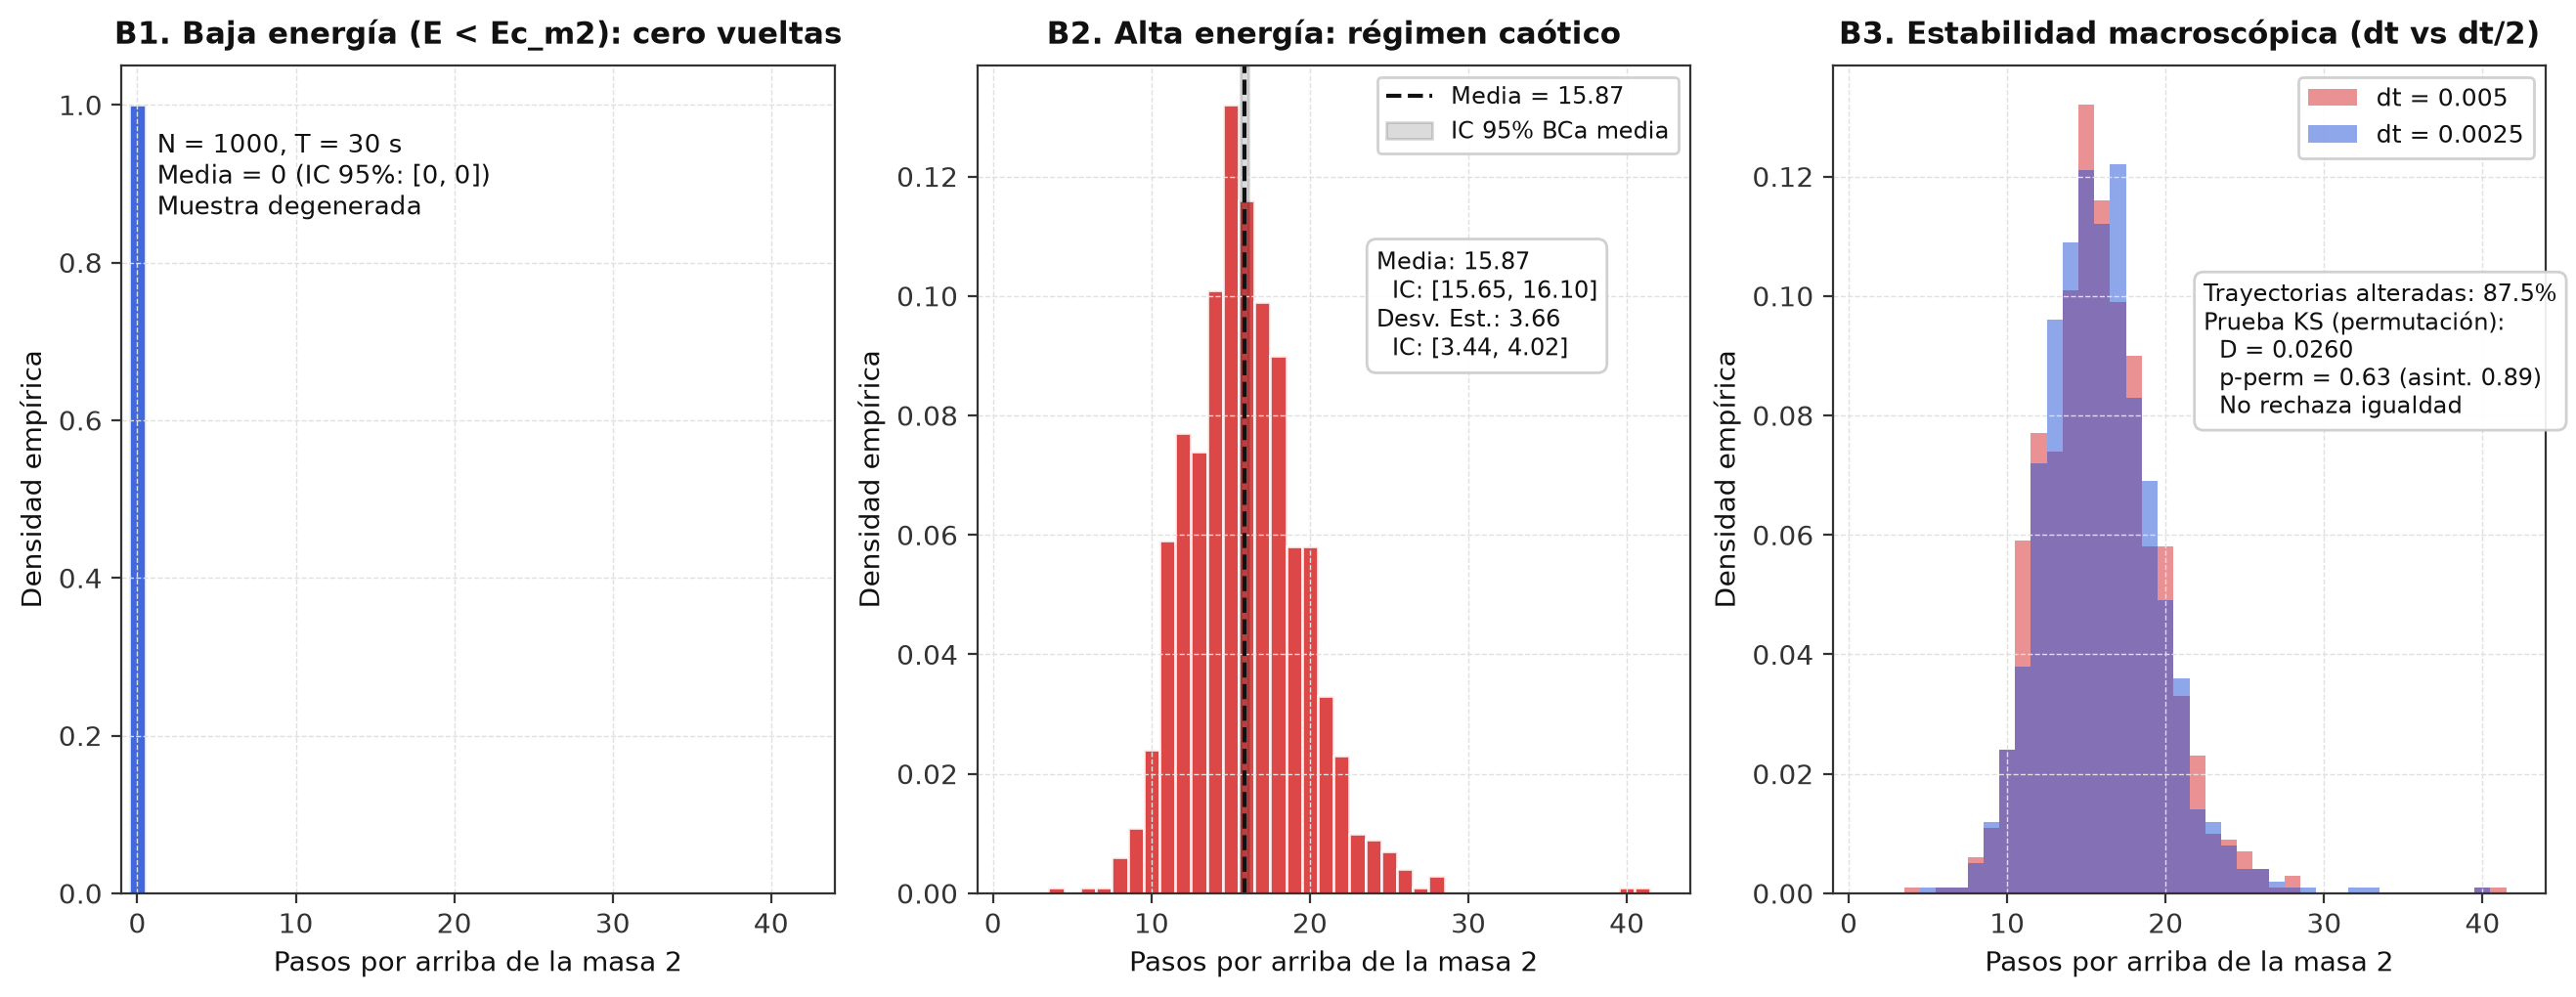 B1. Baja energía (E < Ec_m2): cero vueltas
1.0
0.8
0.6
0.4
0.2
0.0
Densidad empírica
N = 1000, T = 30 s
Media = 0 (IC 95%: [0, 0])
Muestra degenerada
0 10 20 30 40
Pasos por arriba de la masa 2
B2. Alta energía: régimen caótico
0.12
0.10
0.08
0.06
0.04
0.02
0.00
Densidad empírica
Media = 15.87
IC 95% BCa media
Media: 15.87
IC: [15.65, 16.10]
Desv. Est.: 3.66
IC: [3.44, 4.02]
0 10 20 30 40
Pasos por arriba de la masa 2
B3. Estabilidad macroscópica (dt vs dt/2)
0.12
0.10
0.08
0.06
0.04
0.02
0.00
Densidad empírica
dt = 0.005
dt = 0.0025
Trayectorias alteradas: 87.5%
Prueba KS (permutación):
D = 0.0260
p-perm = 0.63 (asint. 0.89)
No rechaza igualdad
0 10 20 30 40
Pasos por arriba de la masa 2